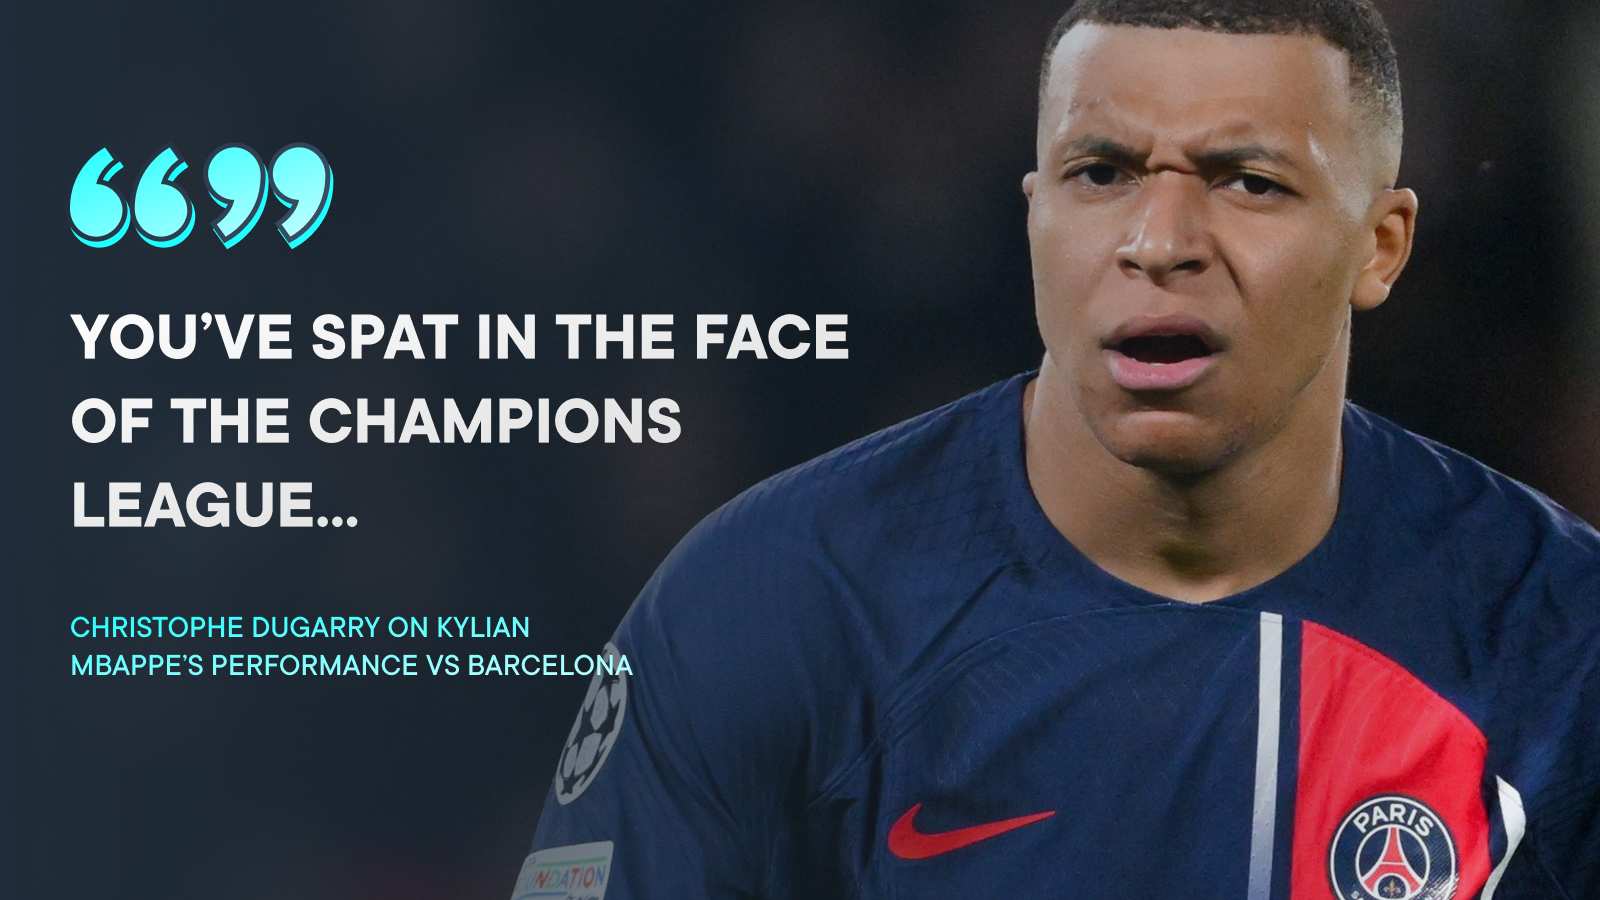 YOU’VE SPAT IN THE FACE
OF THE CHAMPIONS
LEAGUE...
CHRISTOPHE DUGARRY ON KYLIAN
MBAPPE’S PERFORMANCE VS BARCELONA
PARIS